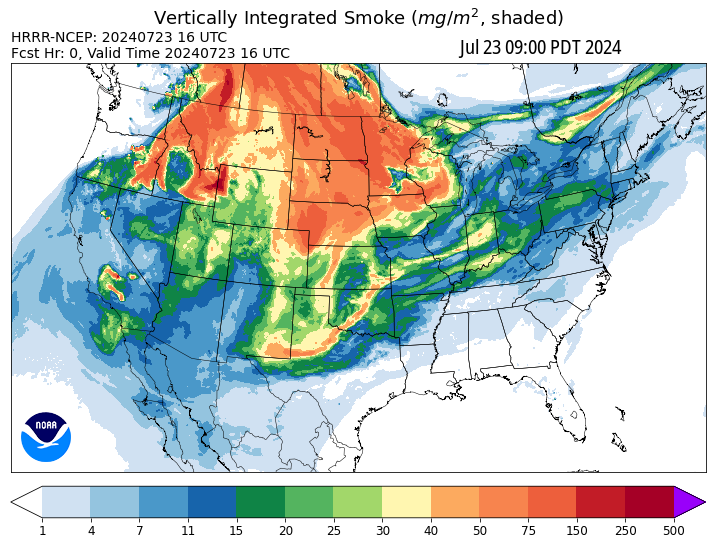 Vertically Integrated Smoke (mg/m², shaded)
HRRR-NCEP: 20240723 16 UTC
Fcst Hr: 0, Valid Time 20240723 16 UTC
Jul 23 09:00 PDT 2024
NOAA
1 4 7 11 15 20 25 30 40 50 75 150 250 500